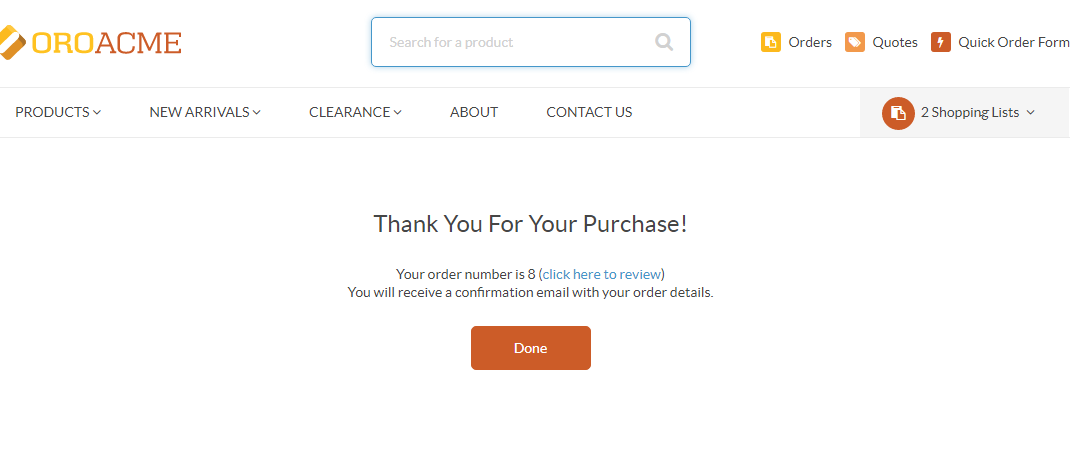 OROACME
Search for a product
Orders
Quotes
Quick Order Form
PRODUCTS
NEW ARRIVALS
CLEARANCE
ABOUT
CONTACT US
2 Shopping Lists
Thank You For Your Purchase!
Your order number is 8 (click here to review)
You will receive a confirmation email with your order details.
Done